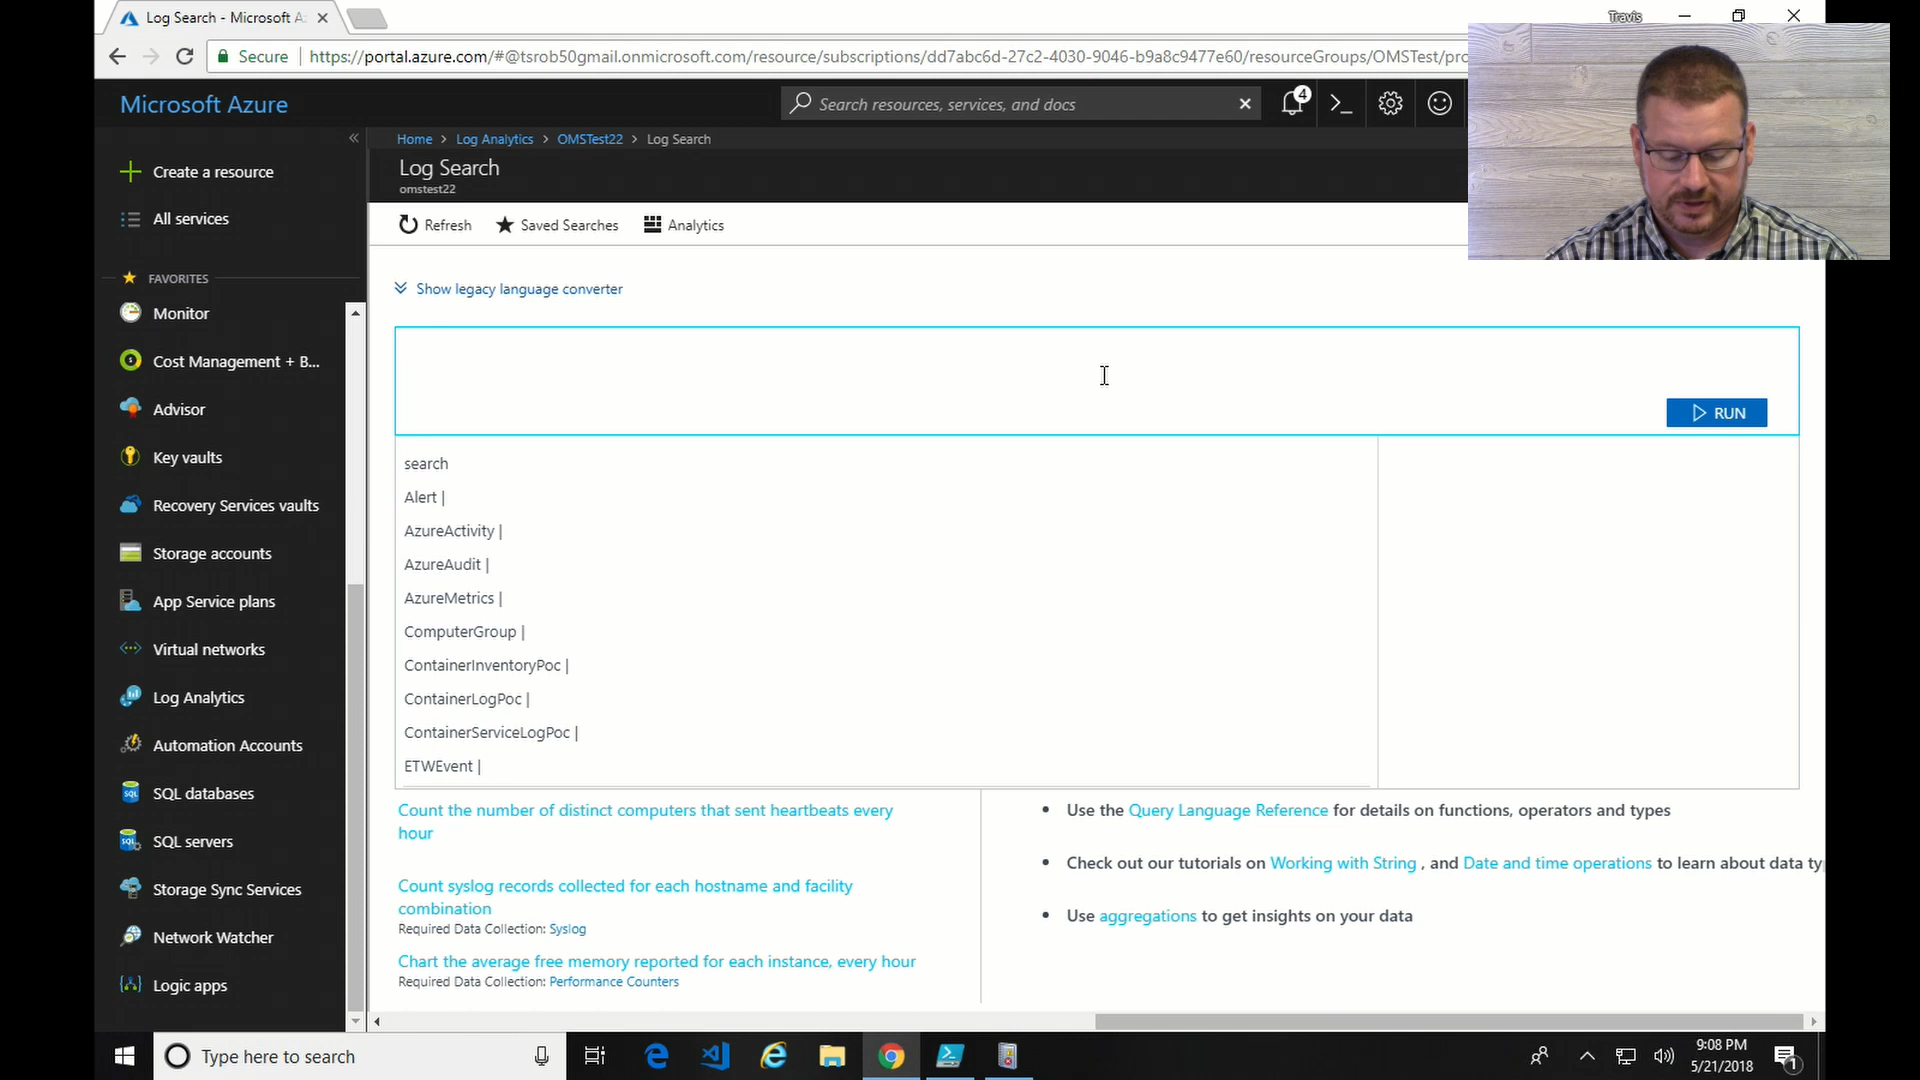 Log Search - Microsoft A
Travis
Secure
https://portal.azure.com/#@tsrob50gmail.onmicrosoft.com/resource/subscriptions/dd7abc6d-27c2-4030-9046-b9a8c9477e60/resourceGroups/OMSTest/pro
Microsoft Azure
Search resources, services, and docs
4
Home > Log Analytics > OMSTest22 > Log Search
Log Search
omstest22
Create a resource
All services
FAVORITES
Monitor
Cost Management + B...
Advisor
Key vaults
Recovery Services vaults
Storage accounts
App Service plans
Virtual networks
Log Analytics
Automation Accounts
SQL databases
SQL servers
Storage Sync Services
Network Watcher
Logic apps
Refresh
Saved Searches
Analytics
Show legacy language converter
RUN
search
Alert |
AzureActivity |
AzureAudit |
AzureMetrics |
ComputerGroup |
ContainerInventoryPoc |
ContainerLogPoc |
ContainerServiceLogPoc |
ETWEvent |
Count the number of distinct computers that sent heartbeats every
hour
Count syslog records collected for each hostname and facility
combination
Required Data Collection: Syslog
Chart the average free memory reported for each instance, every hour
Required Data Collection: Performance Counters
Use the Query Language Reference for details on functions, operators and types
Check out our tutorials on Working with String , and Date and time operations to learn about data ty
Use aggregations to get insights on your data
Type here to search
9:08 PM
5/21/2018
1